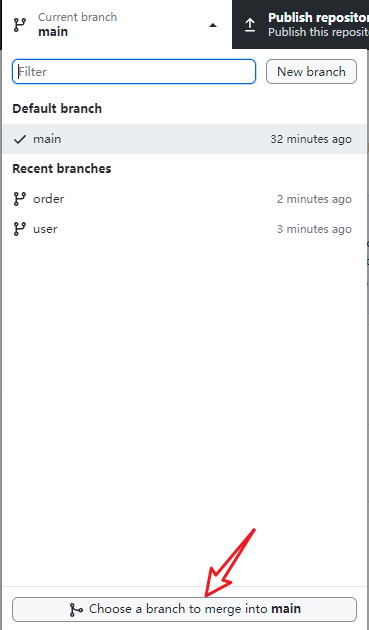 Current branch
main
Publish repositor
Publish this reposit
Filter
New branch
Default branch
main
32 minutes ago
Recent branches
order
2 minutes ago
user
3 minutes ago
Choose a branch to merge into main